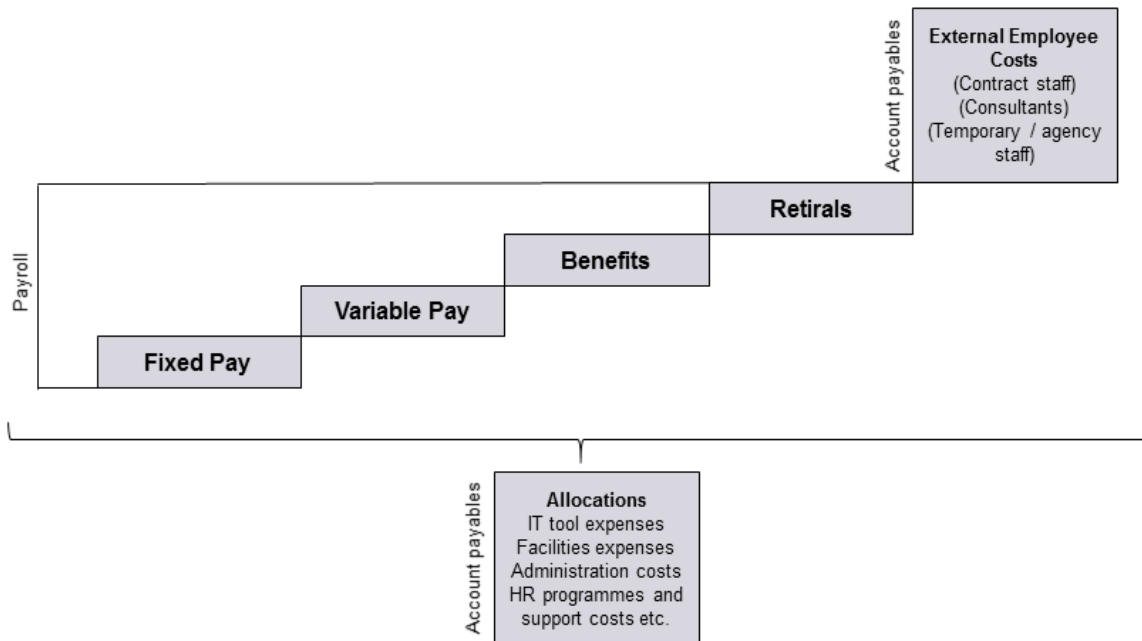 Account payables
External Employee
Costs
(Contract staff)
(Consultants)
(Temporary / agency
staff)
Retirals
Benefits
Payroll
Variable Pay
Fixed Pay
Account payables
Allocations
IT tool expenses
Facilities expenses
Administration costs
HR programmes and
support costs etc.